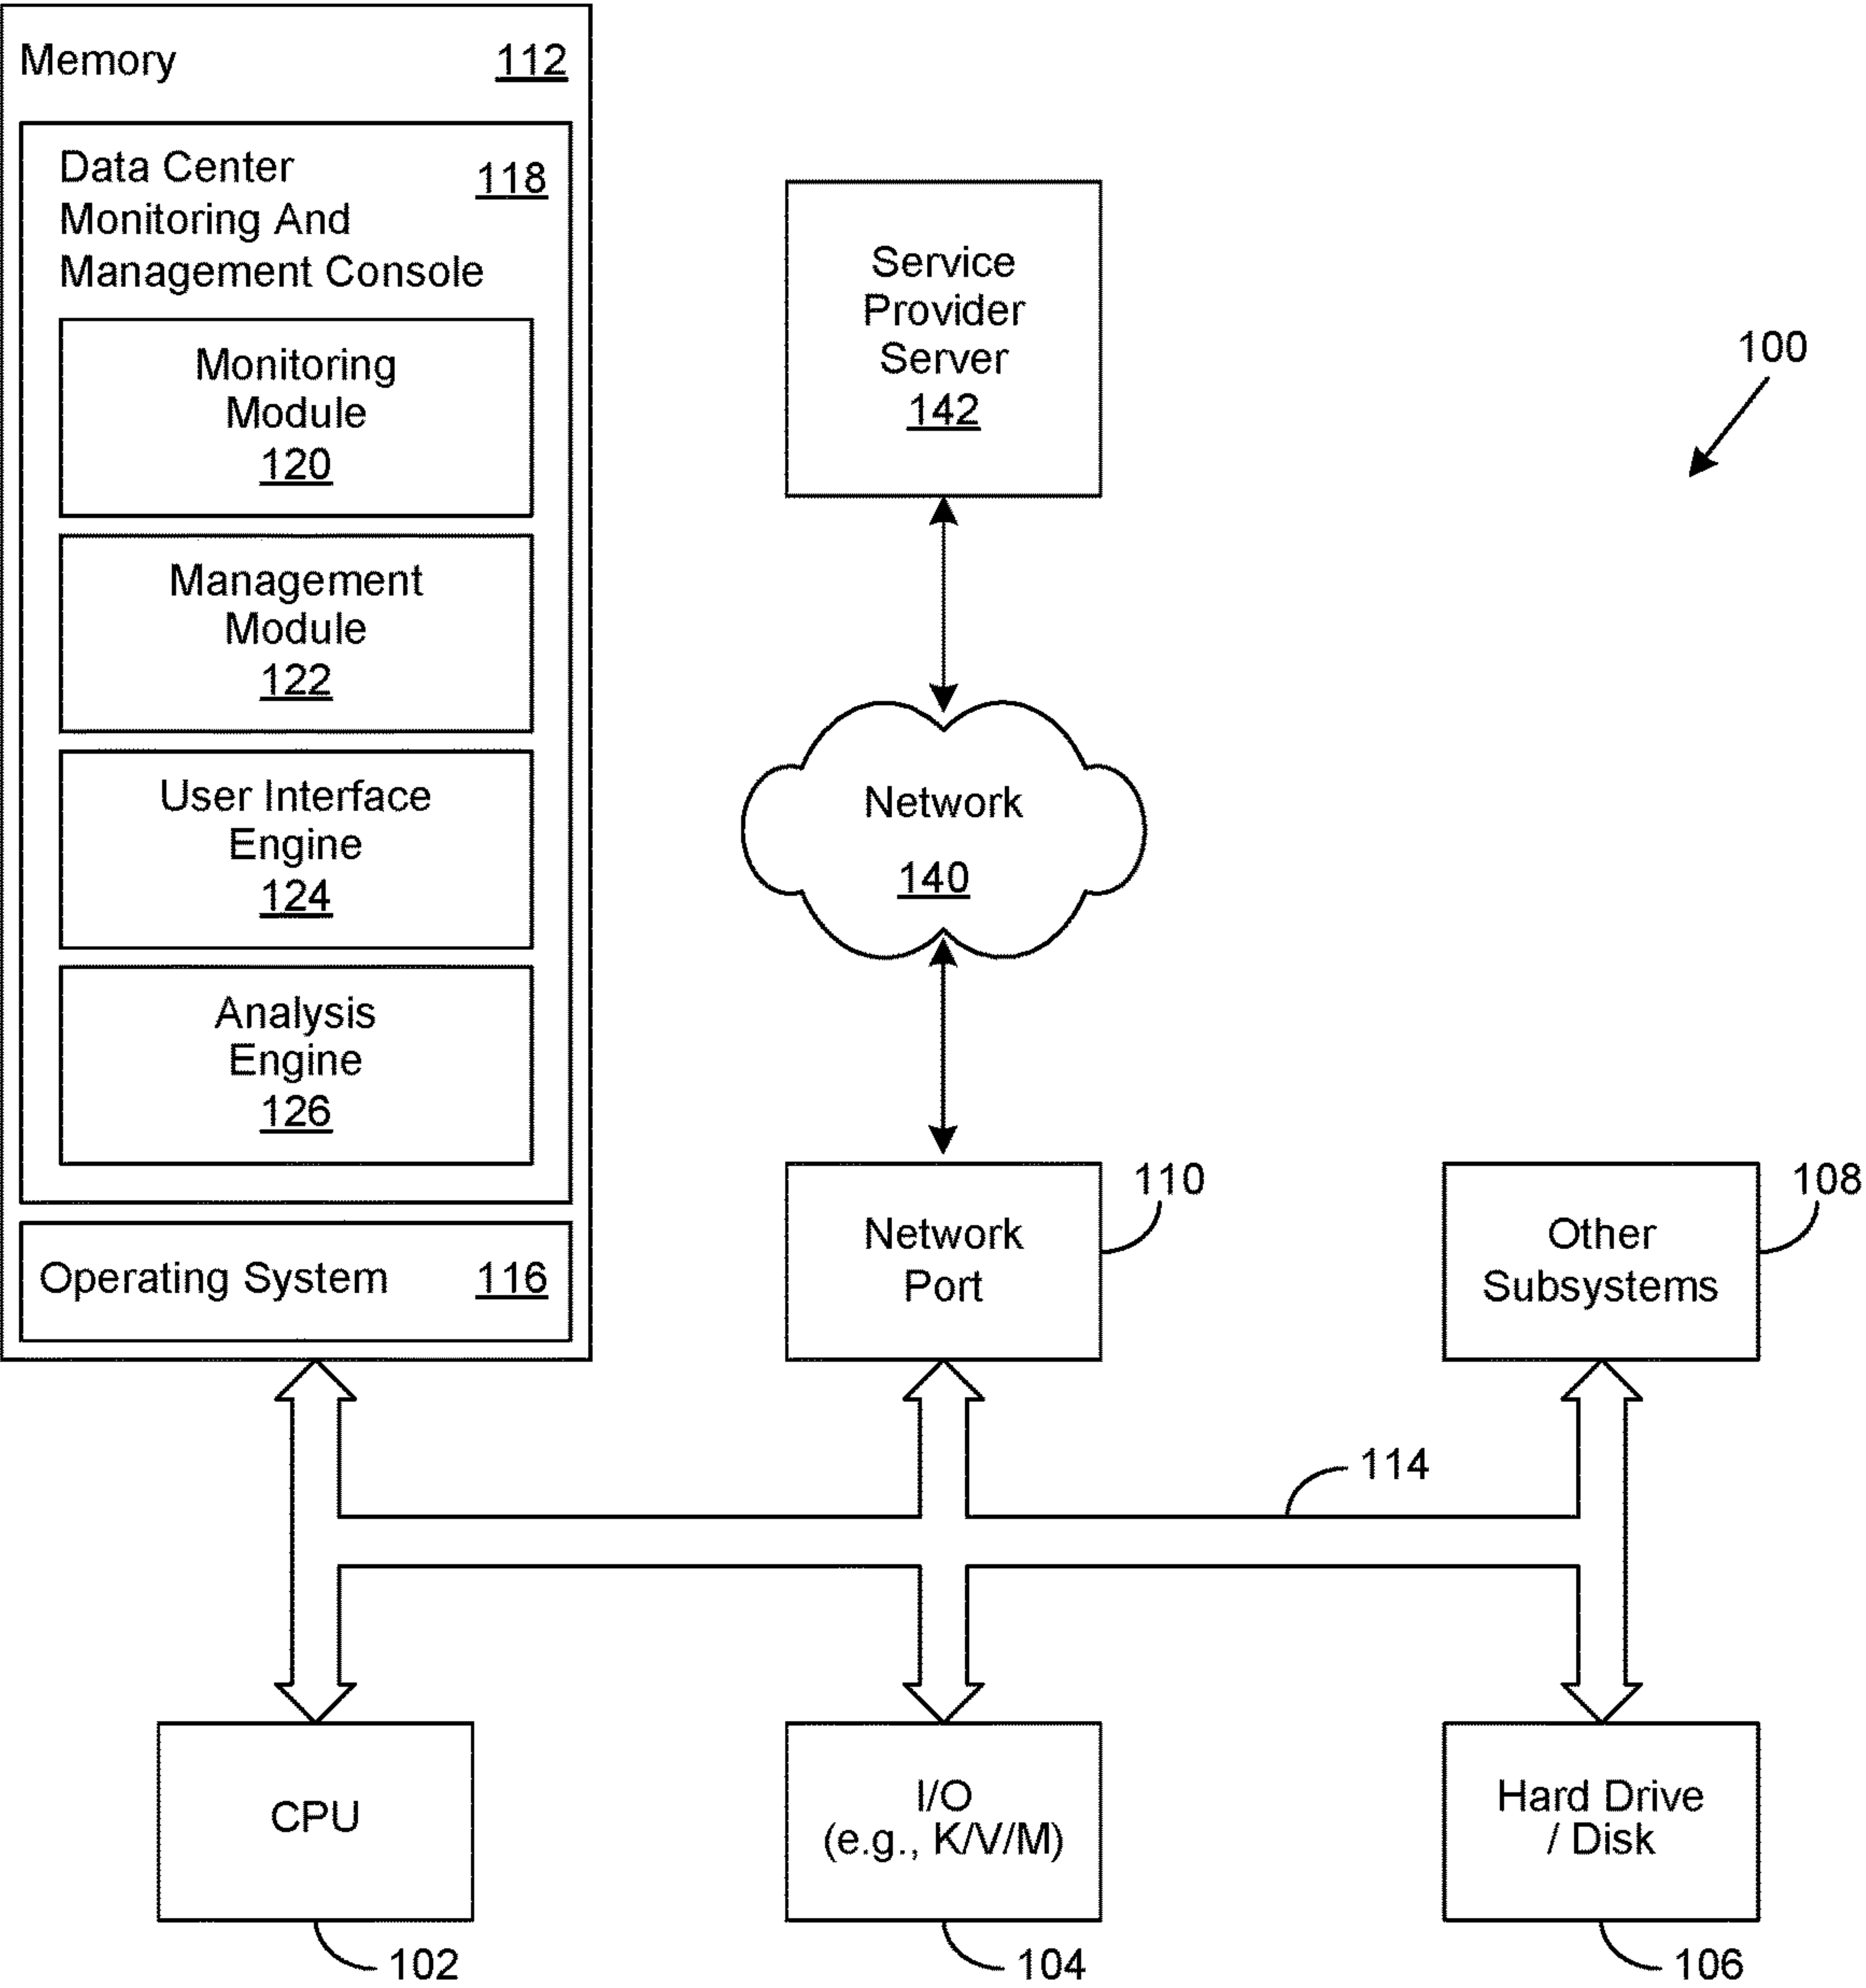 Memory 112
Data Center 118
Monitoring And
Management Console
Monitoring
Module
120
Management
Module
122
User Interface
Engine
124
Analysis
Engine
126
Operating System 116
Service
Provider
Server
142
100
Network
140
Network
Port
110
Other
Subsystems
108
114
CPU
102
I/O
(e.g., K/V/M)
104
Hard Drive
/ Disk
106